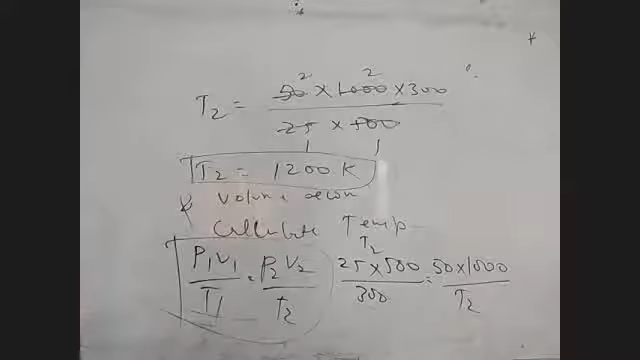 T₂ = 50 × 1000 × 300 / 25 × 500
T₂ = 1200 K
Calculate Temp
T₂
P₁V₁ / T₁ = P₂V₂ / T₂   25 × 500 / 300 = 50 × 1000 / T₂